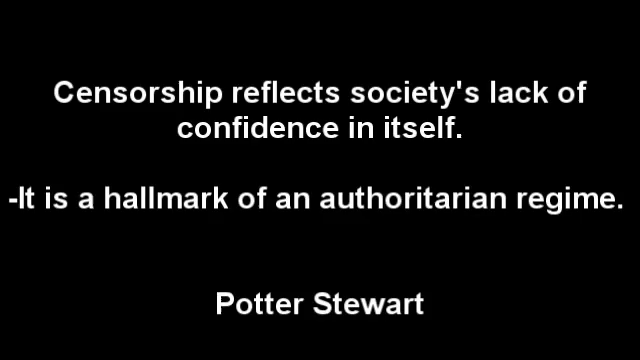 Censorship reflects society's lack of
confidence in itself.
-It is a hallmark of an authoritarian regime.
Potter Stewart